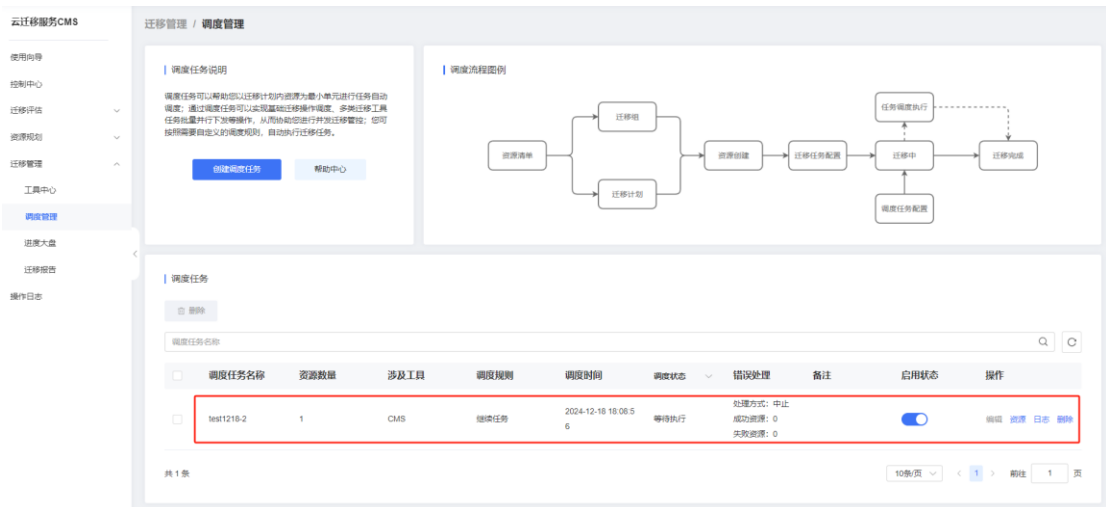 云迁移服务CMS
使用向导
控制中心
迁移评估
资源规划
迁移管理
工具中心
调度管理
进度大盘
迁移报告
操作日志
迁移管理 / 调度管理
调度任务说明
调度任务可以帮助您以迁移计划内资源为最小单元进行任务自动
调度；通过调度任务可以实现基础迁移操作调度、多类迁移工具
任务批量并行下发等操作，从而协助您进行并发迁移管控；您可
按照需要自定义的调度规则，自动执行迁移任务。
创建调度任务 帮助中心
调度流程图例
资源清单
迁移组
迁移计划
资源创建
迁移任务配置
任务调度执行
迁移中
调度任务配置
迁移完成
调度任务
删除
调度任务名称
调度任务名称 资源数量 涉及工具 调度规则 调度时间 调度状态 错误处理 备注 启用状态 操作
test1218-2 1 CMS 继续任务 2024-12-18 18:08:5
6 等待执行 处理方式：中止
成功资源：0
失败资源：0
编辑 资源 日志 删除
共 1 条
10条/页 1 前往 1 页